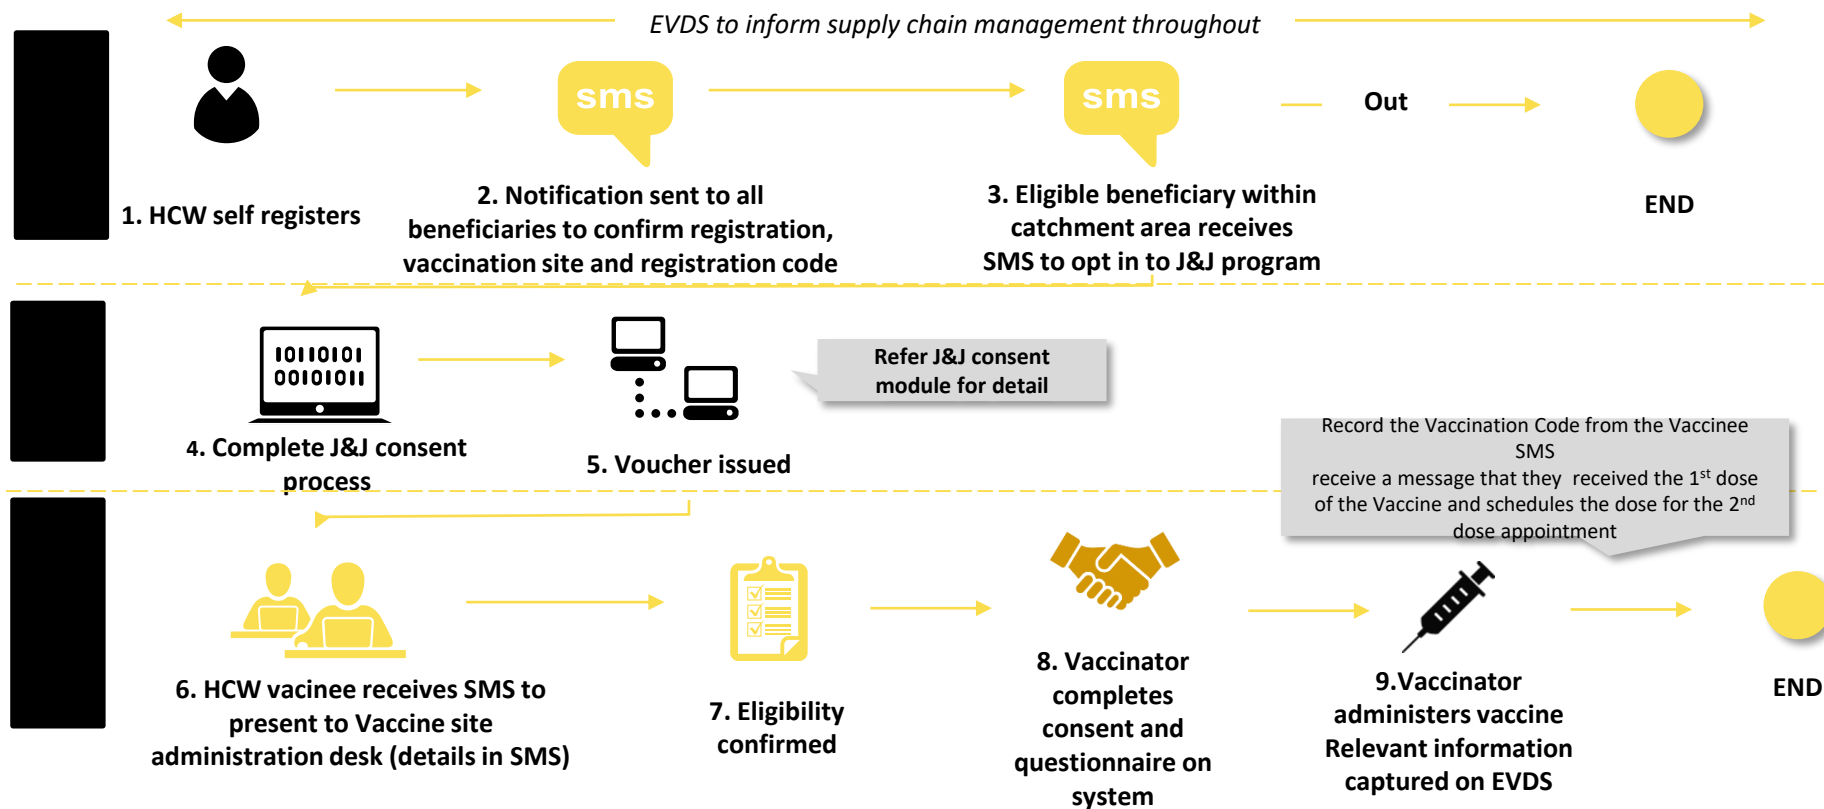 EVDS to inform supply chain management throughout
sms
sms
Out
1. HCW self registers
2. Notification sent to all
beneficiaries to confirm registration,
vaccination site and registration code
3. Eligible beneficiary within
catchment area receives
SMS to opt in to J&J program
END
10110101
00101011
Refer J&J consent
module for detail
4. Complete J&J consent
process
5. Voucher issued
Record the Vaccination Code from the Vaccinee
SMS
receive a message that they received the 1st dose
of the Vaccine and schedules the dose for the 2nd
dose appointment
6. HCW vacinee receives SMS to
present to Vaccine site
administration desk (details in SMS)
7. Eligibility
confirmed
8. Vaccinator
completes
consent and
questionnaire on
system
9.Vaccinator
administers vaccine
Relevant information
captured on EVDS
END